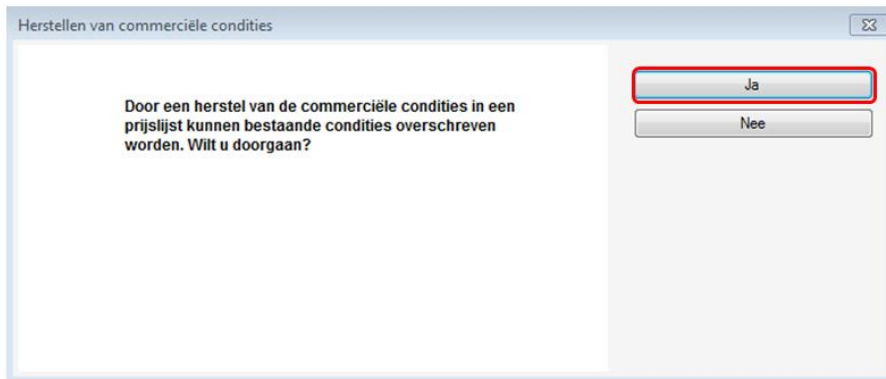 Herstellen van commerciële condities
Door een herstel van de commerciële condities in een
prijslijst kunnen bestaande condities overschreven
worden. Wilt u doorgaan?
Ja
Nee